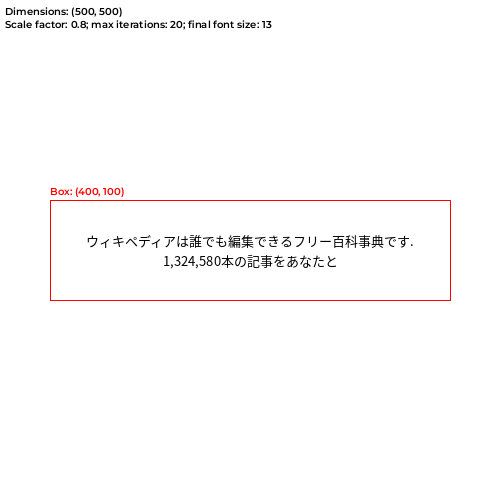 Dimensions: (500, 500)
Scale factor: 0.8; max iterations: 20; final font size: 13
Box: (400, 100)
ウィキペディアは誰でも編集できるフリー百科事典です.
1,324,580本の記事をあなたと